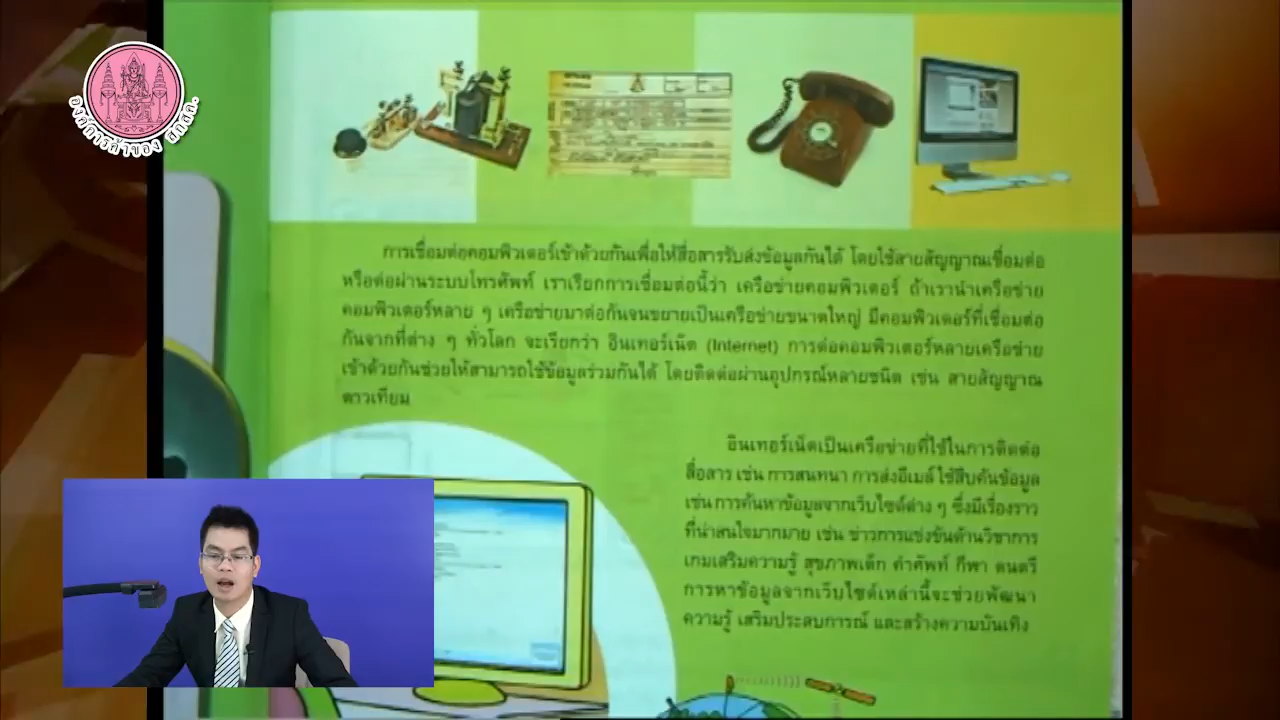 องค์การค้าของ สกสค.
การเชื่อมต่อคอมพิวเตอร์เข้าด้วยกันเพื่อให้สื่อสารรับส่งข้อมูลกันได้ โดยใช้สายสัญญาณเชื่อมต่อ
หรือต่อผ่านระบบโทรศัพท์ เราเรียกการเชื่อมต่อนี้ว่า เครือข่ายคอมพิวเตอร์ ถ้าเรานำเครือข่าย
คอมพิวเตอร์หลาย ๆ เครือข่ายมาต่อกันจนขยายเป็นเครือข่ายขนาดใหญ่ มีคอมพิวเตอร์ที่เชื่อมต่อ
กันจากที่ต่าง ๆ ทั่วโลก จะเรียกว่า อินเทอร์เน็ต (Internet) การต่อคอมพิวเตอร์หลายเครือข่าย
เข้าด้วยกันช่วยให้สามารถใช้ข้อมูลร่วมกันได้ โดยติดต่อผ่านอุปกรณ์หลายชนิด เช่น สายสัญญาณ
ดาวเทียม
อินเทอร์เน็ตเป็นเครือข่ายที่ใช้ในการติดต่อ
สื่อสาร เช่น การสนทนา การส่งอีเมล์ ใช้สืบค้นข้อมูล
เช่น การค้นหาข้อมูลจากเว็บไซต์ต่าง ๆ ซึ่งมีเรื่องราว
ที่น่าสนใจมากมาย เช่น ข่าวการแข่งขันด้านวิชาการ
เกมเสริมความรู้ สุขภาพเด็ก คำศัพท์ กีฬา ดนตรี
การหาข้อมูลจากเว็บไซต์เหล่านี้จะช่วยพัฒนา
ความรู้ เสริมประสบการณ์ และสร้างความบันเทิง